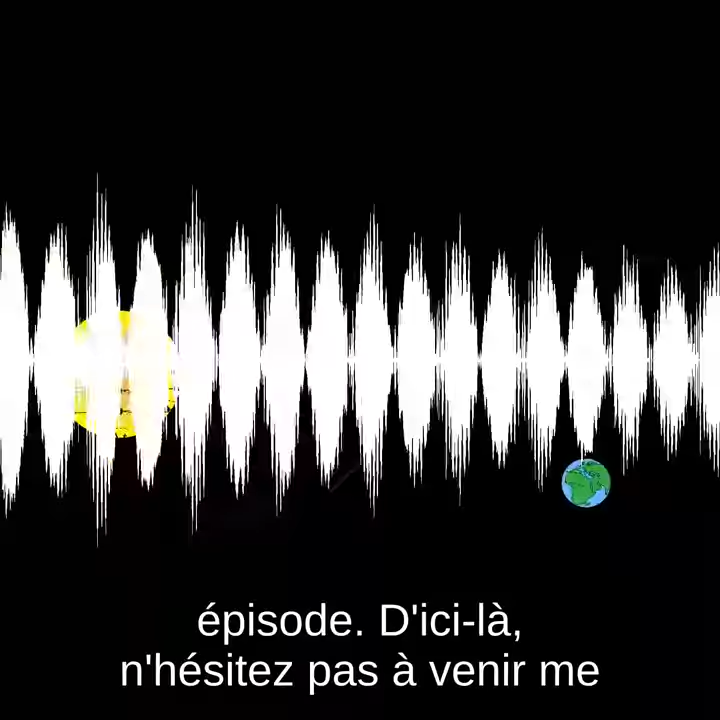 épisode. D'ici-là,
n'hésitez pas à venir me